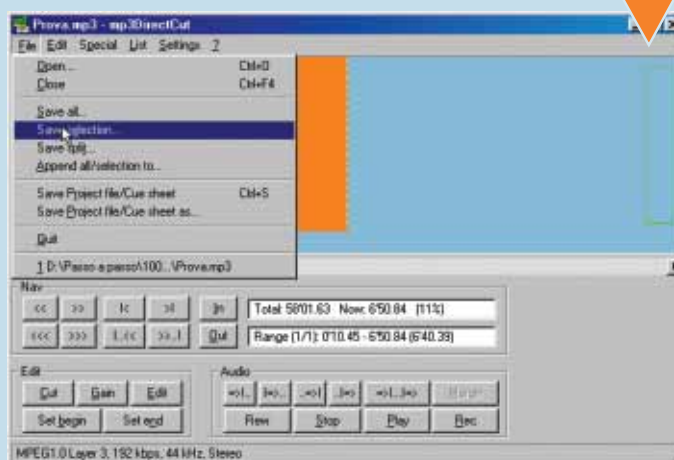 Prova.mp3 - mp3DirectCut
File Edit Special List Settings ?
Open... Ctrl+O
Close Ctrl+F4
Save all...
Save selection...
Save split...
Append all/selection to...
Save Project file/Cue sheet Ctrl+S
Save Project file/Cue sheet as...
Quit
1 D:\Passo a passo\100...\Prova.mp3
Nav
<< >> |< >| In Total: 58'01.63 Now: 6'50.84 (11%)
<<< >>> |..<< >>..| Out Range (1/1): 0'10.45 - 6'50.84 (6'40.39)
Edit Audio
Cut Gain Edit
Set begin Set end Rew Stop Play Rec
MPEG1.0 Layer 3, 192 kbps, 44 kHz, Stereo